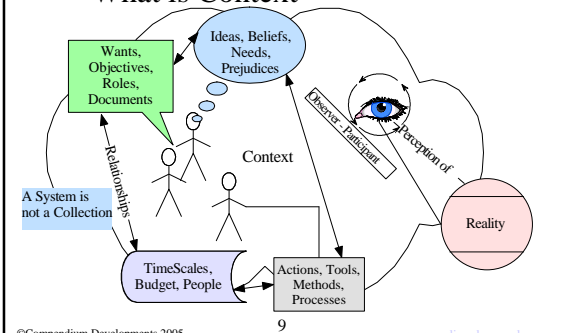 What is Context
Ideas, Beliefs,
Needs,
Prejudices
Wants,
Objectives,
Roles,
Documents
Observer - Participant
Perception of
Context
Relationships
A System is
not a Collection
Reality
TimeScales,
Budget, People
Actions, Tools,
Methods,
Processes
©Compendium Developments 2005
9